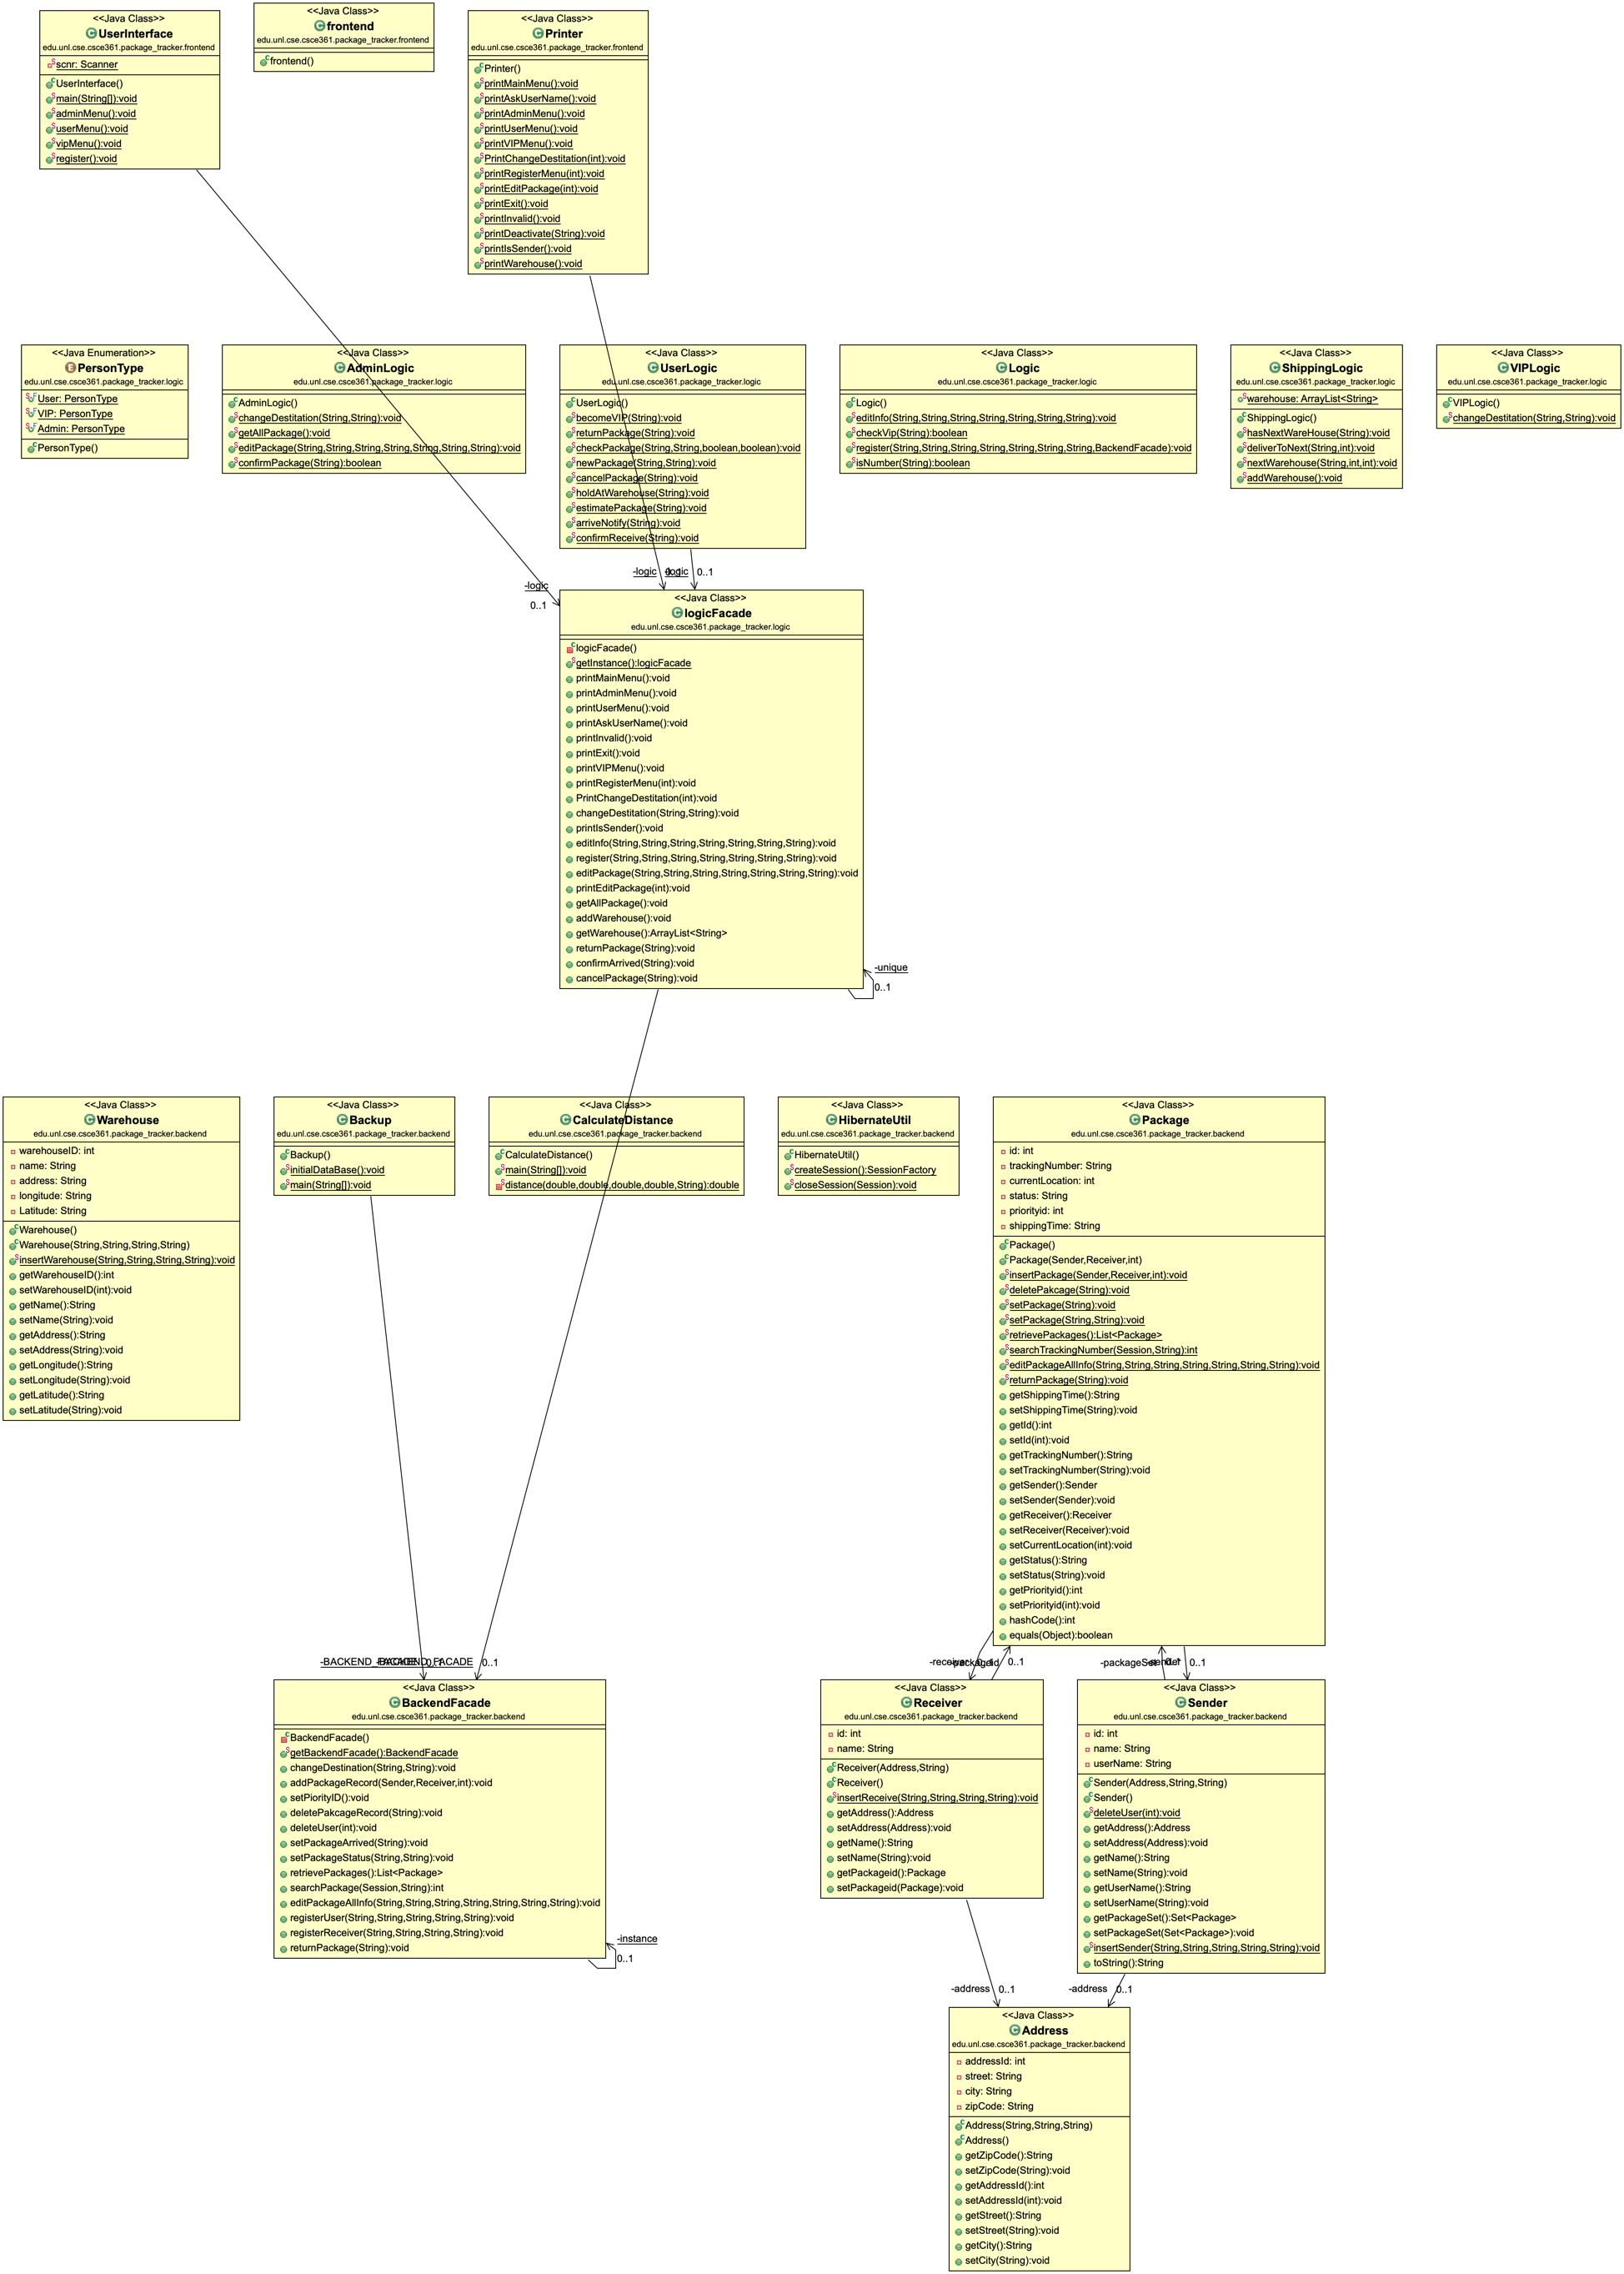 <<Java Class>>
UserInterface
edu.unl.cse.csce361.package_tracker.frontend
scnr: Scanner
UserInterface()
main(String[]):void
adminMenu():void
userMenu():void
vipMenu():void
register():void
<<Java Class>>
frontend
edu.unl.cse.csce361.package_tracker.frontend
frontend()
<<Java Class>>
Printer
edu.unl.cse.csce361.package_tracker.frontend
Printer()
printMainMenu():void
printAskUserName():void
printAdminMenu():void
printUserMenu():void
printVIPMenu():void
PrintChangeDestitation(int):void
printRegisterMenu(int):void
printEditPackage(int):void
printExit():void
printInvalid():void
printDeactivate(String):void
printIsSender():void
printWarehouse():void
<<Java Enumeration>>
PersonType
edu.unl.cse.csce361.package_tracker.logic
User: PersonType
VIP: PersonType
Admin: PersonType
PersonType()
<<Java Class>>
AdminLogic
edu.unl.cse.csce361.package_tracker.logic
AdminLogic()
changeDestitation(String,String):void
getAllPackage():void
editPackage(String,String,String,String,String,String,String):void
confirmPackage(String):boolean
<<Java Class>>
UserLogic
edu.unl.cse.csce361.package_tracker.logic
UserLogic()
becomeVIP(String):void
returnPackage(String):void
checkPackage(String,String,boolean,boolean):void
newPackage(String,String):void
cancelPackage(String):void
holdAtWarehouse(String):void
estimatePackage(String):void
arriveNotify(String):void
confirmReceive(String):void
<<Java Class>>
Logic
edu.unl.cse.csce361.package_tracker.logic
Logic()
editInfo(String,String,String,String,String,String,String):void
checkVip(String):boolean
register(String,String,String,String,String,String,String,BackendFacade):void
isNumber(String):boolean
<<Java Class>>
ShippingLogic
edu.unl.cse.csce361.package_tracker.logic
warehouse: ArrayList<String>
ShippingLogic()
hasNextWareHouse(String):void
deliverToNext(String,int):void
nextWarehouse(String,int,int):void
addWarehouse():void
<<Java Class>>
VIPLogic
edu.unl.cse.csce361.package_tracker.logic
VIPLogic()
changeDestitation(String,String):void
-logic
0..1
-logic
-logic
0..1
<<Java Class>>
logicFacade
edu.unl.cse.csce361.package_tracker.logic
logicFacade()
getInstance():logicFacade
printMainMenu():void
printAdminMenu():void
printUserMenu():void
printAskUserName():void
printInvalid():void
printExit():void
printVIPMenu():void
printRegisterMenu(int):void
PrintChangeDestitation(int):void
changeDestitation(String,String):void
printIsSender():void
editInfo(String,String,String,String,String,String,String):void
register(String,String,String,String,String,String,String):void
editPackage(String,String,String,String,String,String,String):void
printEditPackage(int):void
getAllPackage():void
addWarehouse():void
getWarehouse():ArrayList<String>
returnPackage(String):void
confirmArrived(String):void
cancelPackage(String):void
-unique
0..1
<<Java Class>>
Warehouse
edu.unl.cse.csce361.package_tracker.backend
warehouseID: int
name: String
address: String
longitude: String
Latitude: String
Warehouse()
Warehouse(String,String,String,String)
insertWarehouse(String,String,String,String):void
getWarehouseID():int
setWarehouseID(int):void
getName():String
setName(String):void
getAddress():String
setAddress(String):void
getLongitude():String
setLongitude(String):void
getLatitude():String
setLatitude(String):void
<<Java Class>>
Backup
edu.unl.cse.csce361.package_tracker.backend
Backup()
initialDataBase():void
main(String[]):void
<<Java Class>>
CalculateDistance
edu.unl.cse.csce361.package_tracker.backend
CalculateDistance()
main(String[]):void
distance(double,double,double,double,String):double
<<Java Class>>
HibernateUtil
edu.unl.cse.csce361.package_tracker.backend
HibernateUtil()
createSession():SessionFactory
closeSession(Session):void
<<Java Class>>
Package
edu.unl.cse.csce361.package_tracker.backend
id: int
trackingNumber: String
currentLocation: int
status: String
priorityid: int
shippingTime: String
Package()
Package(Sender,Receiver,int)
insertPackage(Sender,Receiver,int):void
deletePakcage(String):void
setPackage(String):void
setPackage(String,String):void
retrievePackages():List<Package>
searchTrackingNumber(Session,String):int
editPackageAllInfo(String,String,String,String,String,String,String):void
returnPackage(String):void
getShippingTime():String
setShippingTime(String):void
getId():int
setId(int):void
getTrackingNumber():String
setTrackingNumber(String):void
getSender():Sender
setSender(Sender):void
getReceiver():Receiver
setReceiver(Receiver):void
setCurrentLocation(int):void
getStatus():String
setStatus(String):void
getPriorityid():int
setPriorityid(int):void
hashCode():int
equals(Object):boolean
-BACKEND_FACADE
0..1
-receiver
0..1
-packageSet
-sender
0..1
<<Java Class>>
BackendFacade
edu.unl.cse.csce361.package_tracker.backend
BackendFacade()
getBackendFacade():BackendFacade
changeDestination(String,String):void
addPackageRecord(Sender,Receiver,int):void
setPiorityID():void
deletePakcageRecord(String):void
deleteUser(int):void
setPackageArrived(String):void
setPackageStatus(String,String):void
retrievePackages():List<Package>
searchPackage(Session,String):int
editPackageAllInfo(String,String,String,String,String,String,String):void
registerUser(String,String,String,String,String):void
registerReceiver(String,String,String,String):void
returnPackage(String):void
-instance
0..1
<<Java Class>>
Receiver
edu.unl.cse.csce361.package_tracker.backend
id: int
name: String
Receiver(Address,String)
Receiver()
insertReceive(String,String,String,String):void
getAddress():Address
setAddress(Address):void
getName():String
setName(String):void
getPackageid():Package
setPackageid(Package):void
<<Java Class>>
Sender
edu.unl.cse.csce361.package_tracker.backend
id: int
name: String
userName: String
Sender(Address,String,String)
Sender()
deleteUser(int):void
getAddress():Address
setAddress(Address):void
getName():String
setName(String):void
getUserName():String
setUserName(String):void
getPackageSet():Set<Package>
setPackageSet(Set<Package>):void
insertSender(String,String,String,String,String):void
toString():String
-address
0..1
-address
0..1
<<Java Class>>
Address
edu.unl.cse.csce361.package_tracker.backend
addressId: int
street: String
city: String
zipCode: String
Address(String,String,String)
Address()
getZipCode():String
setZipCode(String):void
getAddressId():int
setAddressId(int):void
getStreet():String
setStreet(String):void
getCity():String
setCity(String):void